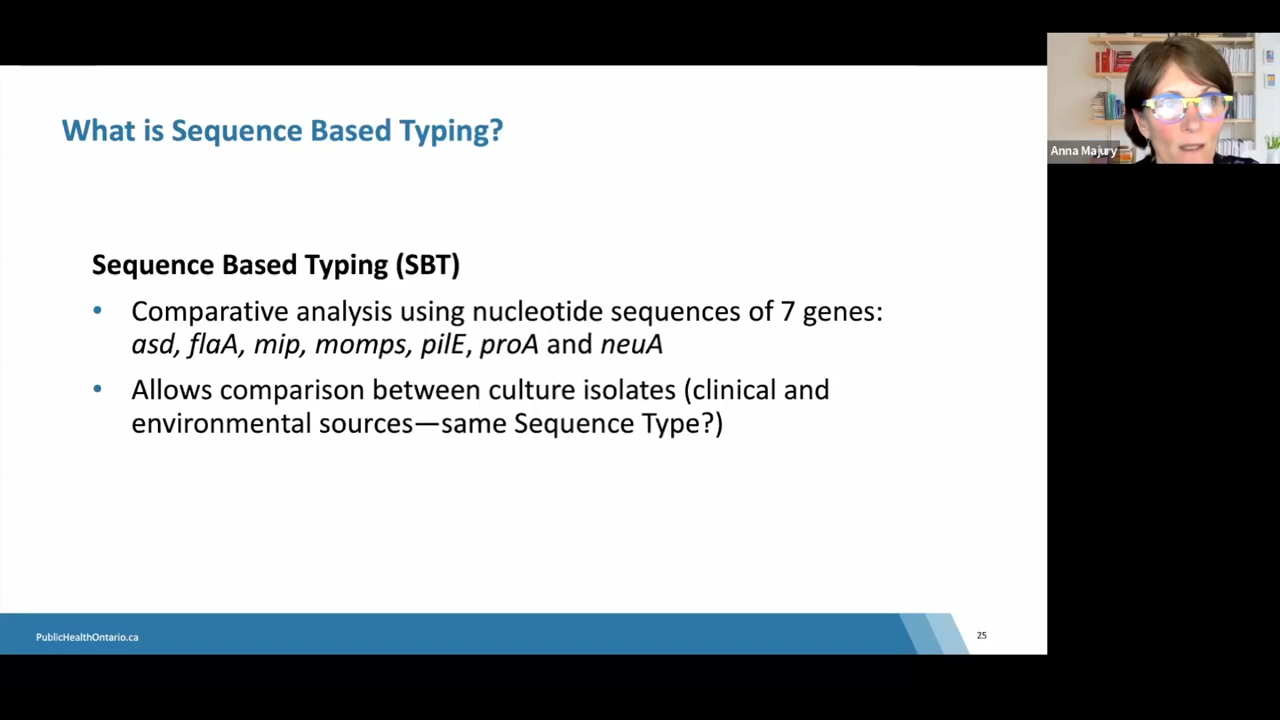 What is Sequence Based Typing?
Anna Majury
Sequence Based Typing (SBT)
• Comparative analysis using nucleotide sequences of 7 genes:
asd, flaA, mip, momps, pilE, proA and neuA
• Allows comparison between culture isolates (clinical and
environmental sources—same Sequence Type?)
PublicHealthOntario.ca
25